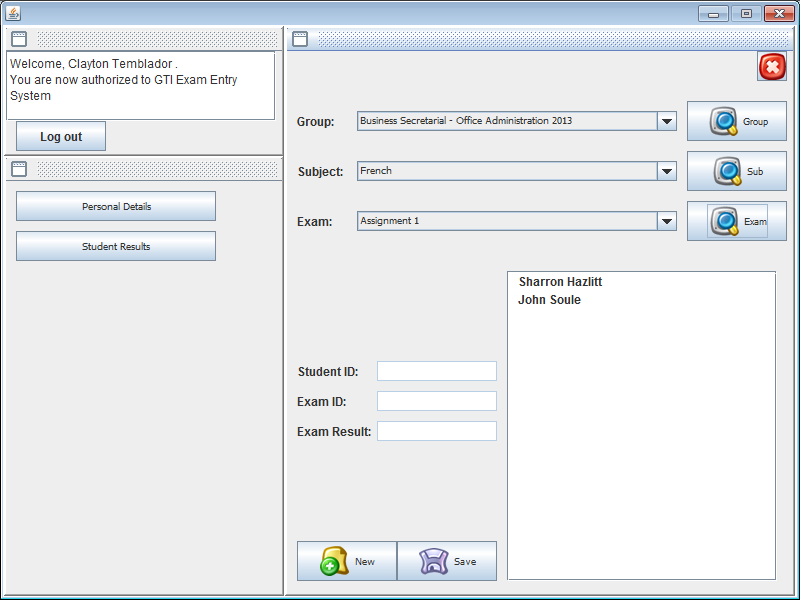 Welcome, Clayton Temblador .
You are now authorized to GTI Exam Entry
System
Log out
Personal Details
Student Results
Group:
Business Secretarial - Office Administration 2013
Group
Subject:
French
Sub
Exam:
Assignment 1
Exam
Sharron Hazlitt
John Soule
Student ID:
Exam ID:
Exam Result:
New
Save